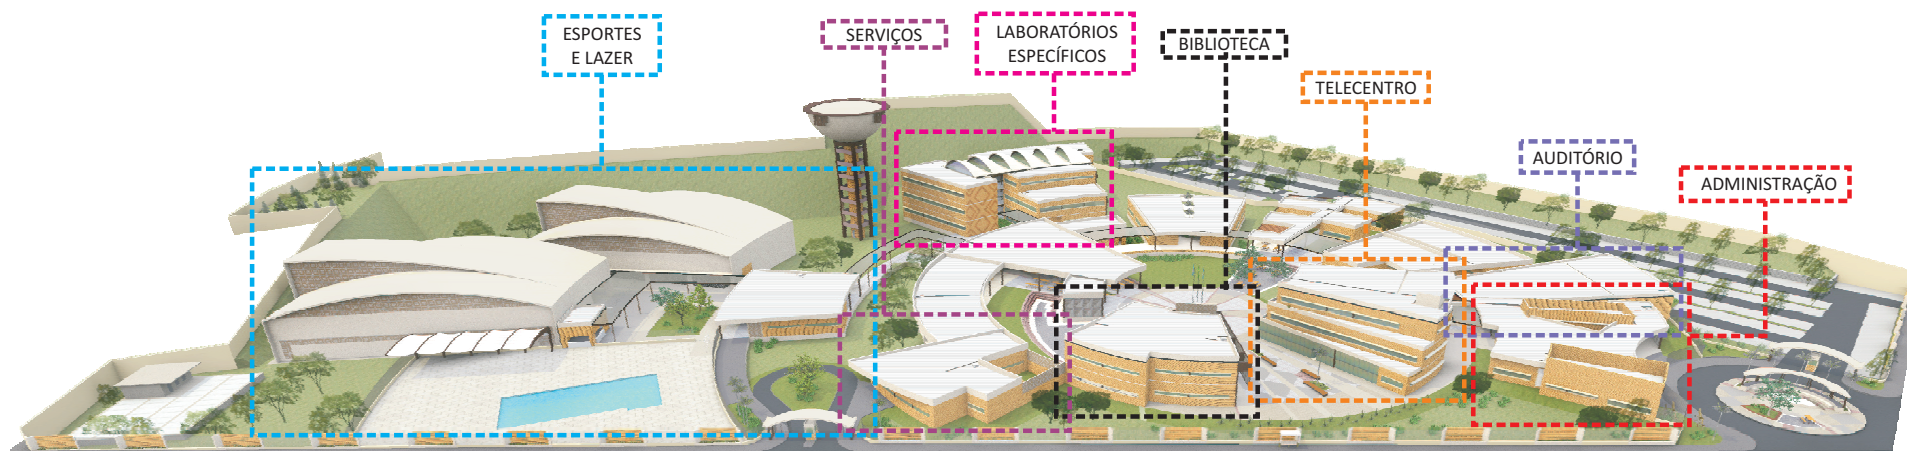 ESPORTES
E LAZER
SERVIÇOS
LABORATÓRIOS
ESPECÍFICOS
BIBLIOTECA
TELECENTRO
AUDITÓRIO
ADMINISTRAÇÃO